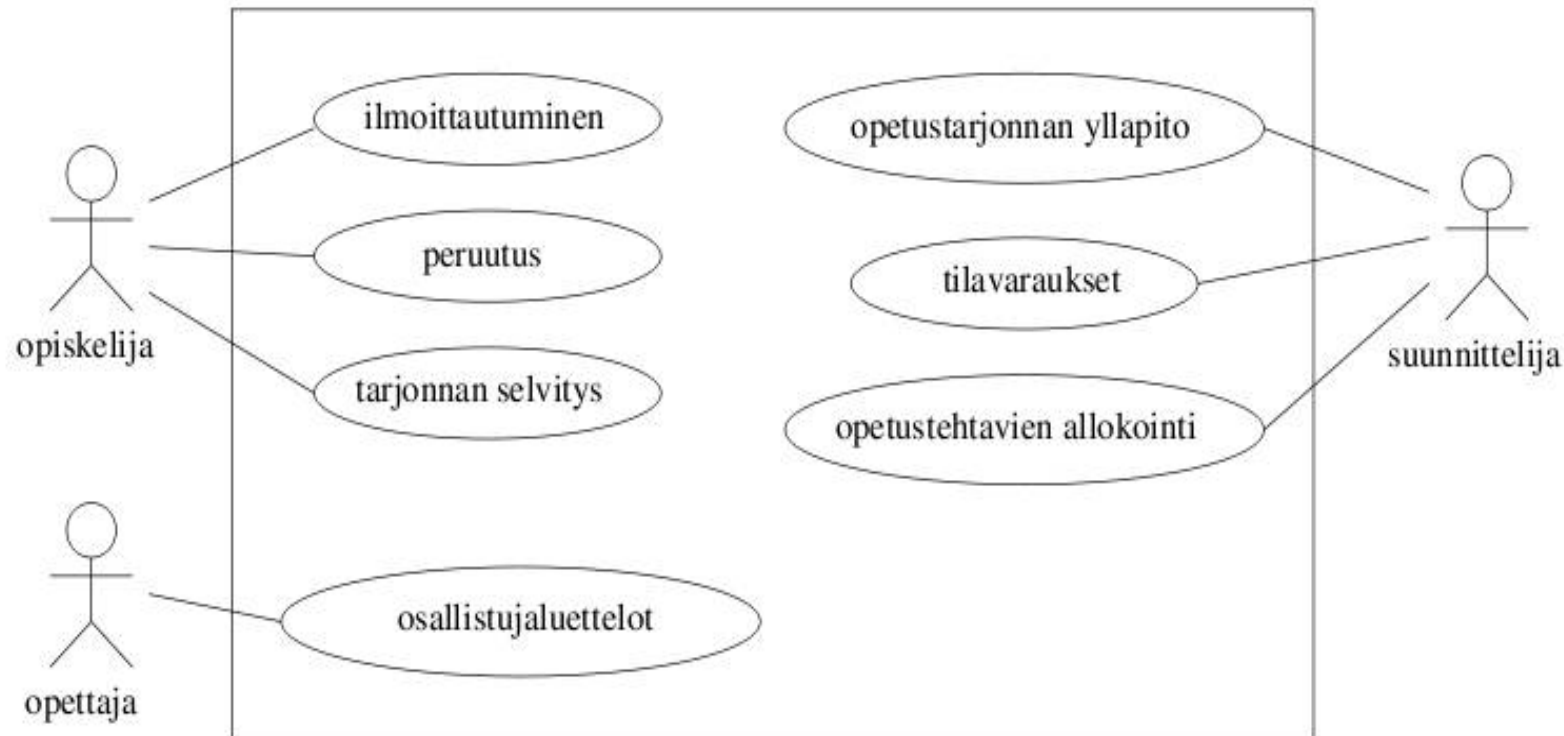 ilmoittautuminen
opetustarjonnan yllapito
peruutus
tilavaraukset
opiskelija
suunnittelija
tarjonnan selvitys
opetustehtavien allokointi
osallistujaluettelot
opettaja